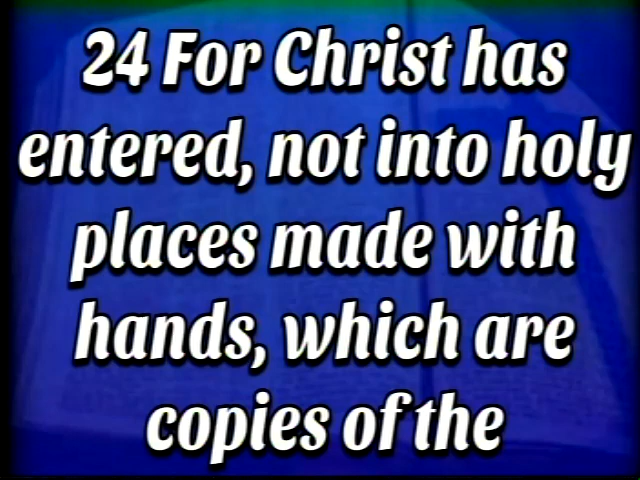 24 For Christ has
entered, not into holy
places made with
hands, which are
copies of the